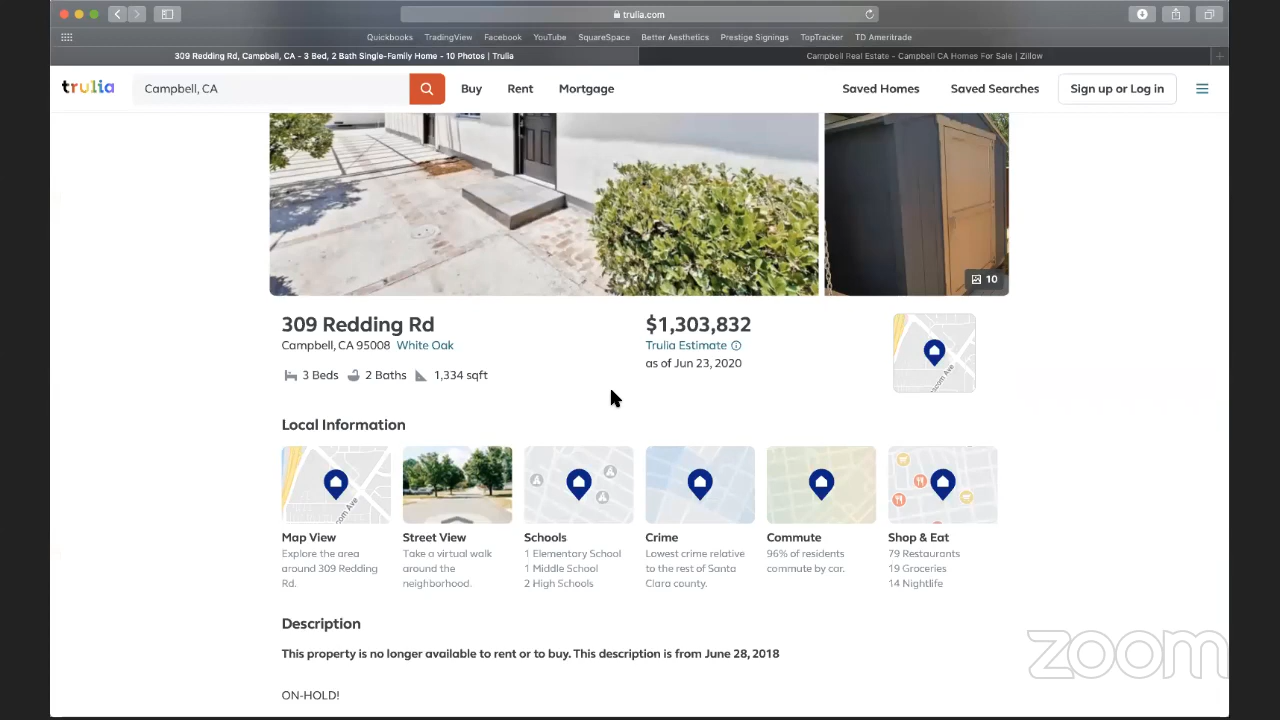 trulia.com
Quickbooks TradingView Facebook YouTube SquareSpace Better Aesthetics Prestige Signings TopTracker TD Ameritrade
309 Redding Rd, Campbell, CA - 3 Bed, 2 Bath Single-Family Home - 10 Photos | Trulia
Campbell Real Estate - Campbell CA Homes For Sale | Zillow
trulia
Campbell, CA
Buy Rent Mortgage
Saved Homes Saved Searches Sign up or Log in
10
309 Redding Rd
Campbell, CA 95008 White Oak
3 Beds 2 Baths 1,334 sqft
$1,303,832
Trulia Estimate
as of Jun 23, 2020
Local Information
Map View
Explore the area
around 309 Redding
Rd.
Street View
Take a virtual walk
around the
neighborhood.
Schools
1 Elementary School
1 Middle School
2 High Schools
Crime
Lowest crime relative
to the rest of Santa
Clara county.
Commute
96% of residents
commute by car.
Shop & Eat
79 Restaurants
19 Groceries
14 Nightlife
Description
This property is no longer available to rent or to buy. This description is from June 28, 2018
ON-HOLD!
zoom